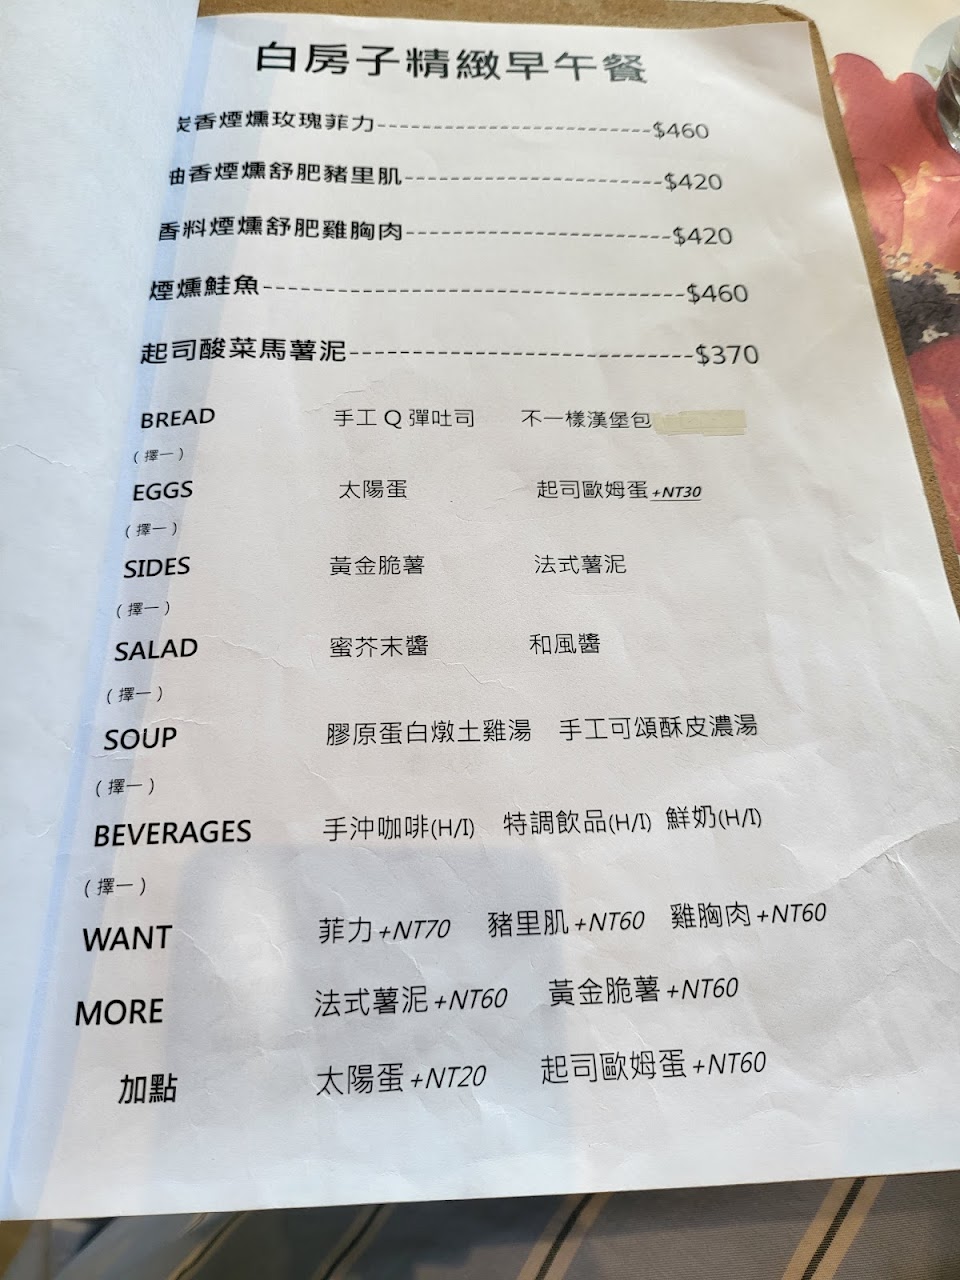 白房子精緻早午餐
炭香煙燻玫瑰菲力---------------------------$460
油香煙燻舒肥豬里肌-------------------------$420
香料煙燻舒肥雞胸肉--------------------------$420
煙燻鮭魚------------------------------------------$460
起司酸菜馬薯泥----------------------------------$370
BREAD 手工 Q 彈吐司 不一樣漢堡包
(擇一)
EGGS 太陽蛋 起司歐姆蛋+NT30
(擇一)
SIDES 黃金脆薯 法式薯泥
(擇一)
SALAD 蜜芥末醬 和風醬
(擇一)
SOUP 膠原蛋白燉土雞湯 手工可頌酥皮濃湯
(擇一)
BEVERAGES 手沖咖啡(H/I) 特調飲品(H/I) 鮮奶(H/I)
(擇一)
WANT 菲力+NT70 豬里肌+NT60 雞胸肉+NT60
MORE 法式薯泥+NT60 黃金脆薯+NT60
加點 太陽蛋+NT20 起司歐姆蛋+NT60